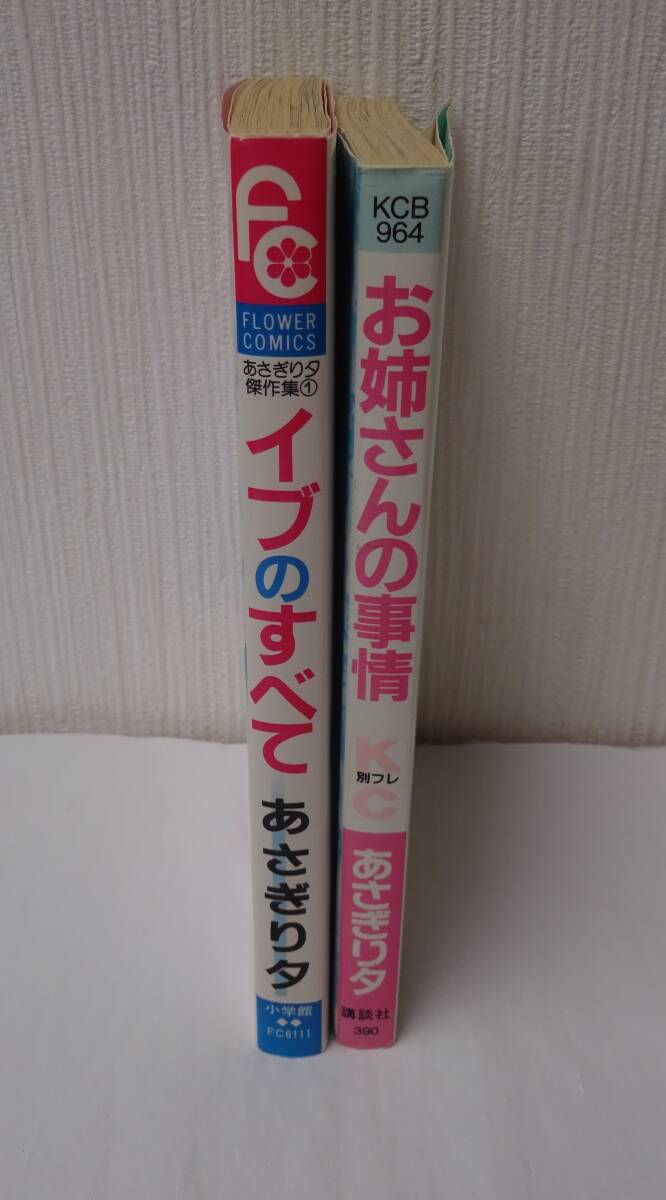 FC
FLOWER
COMICS
あさぎり夕
傑作集①
イブのすべて
あさぎり夕
小学館
FC6111
KCB
964
お姉さんの事情
KC
別フレ
あさぎり夕
講談社
390